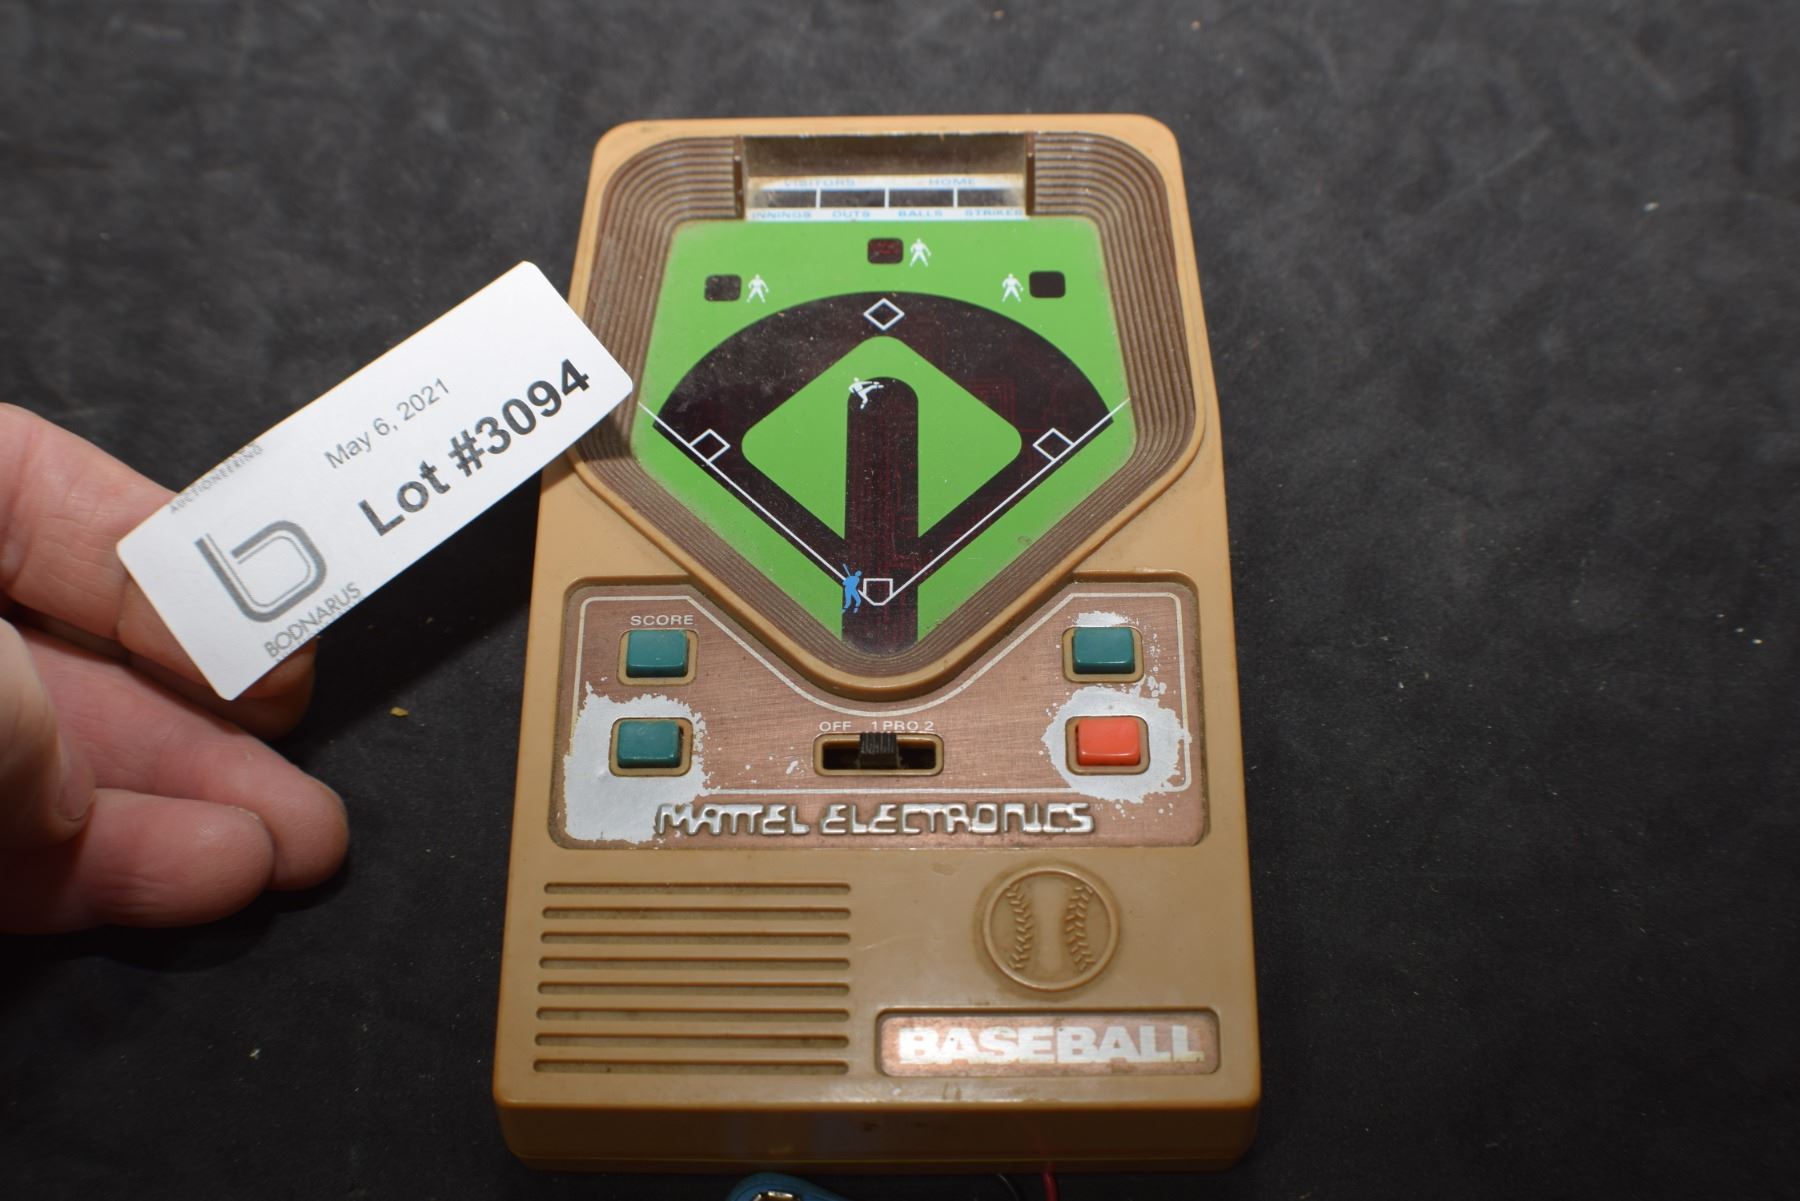 VISITORS HOME
INNINGS OUTS BALLS STRIKES
AUCTIONEERING
May 6, 2021
Lot #3094
b
BODNARUS
SCORE
OFF 1 PRO 2
MATTEL ELECTRONICS
BASEBALL